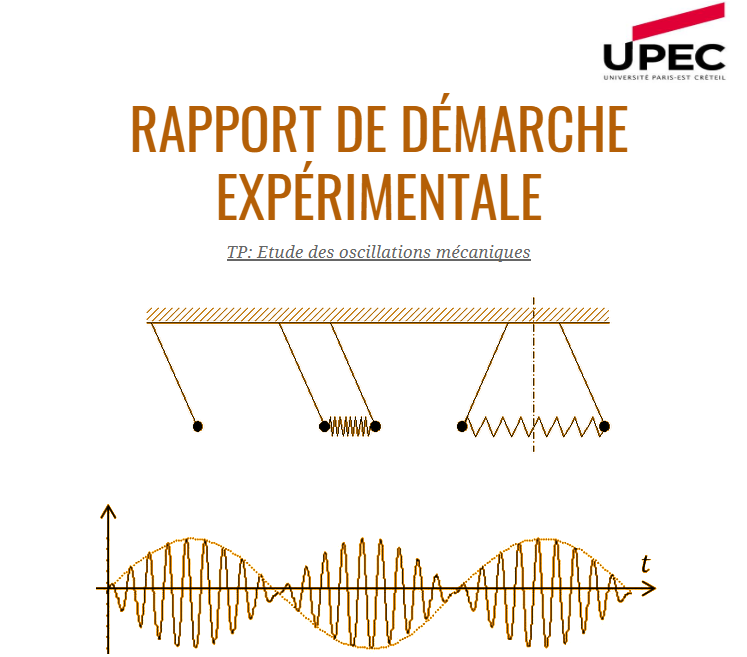 UPEC
UNIVERSITÉ PARIS-EST CRÉTEIL
RAPPORT DE DÉMARCHE
EXPÉRIMENTALE
TP: Etude des oscillations mécaniques
t